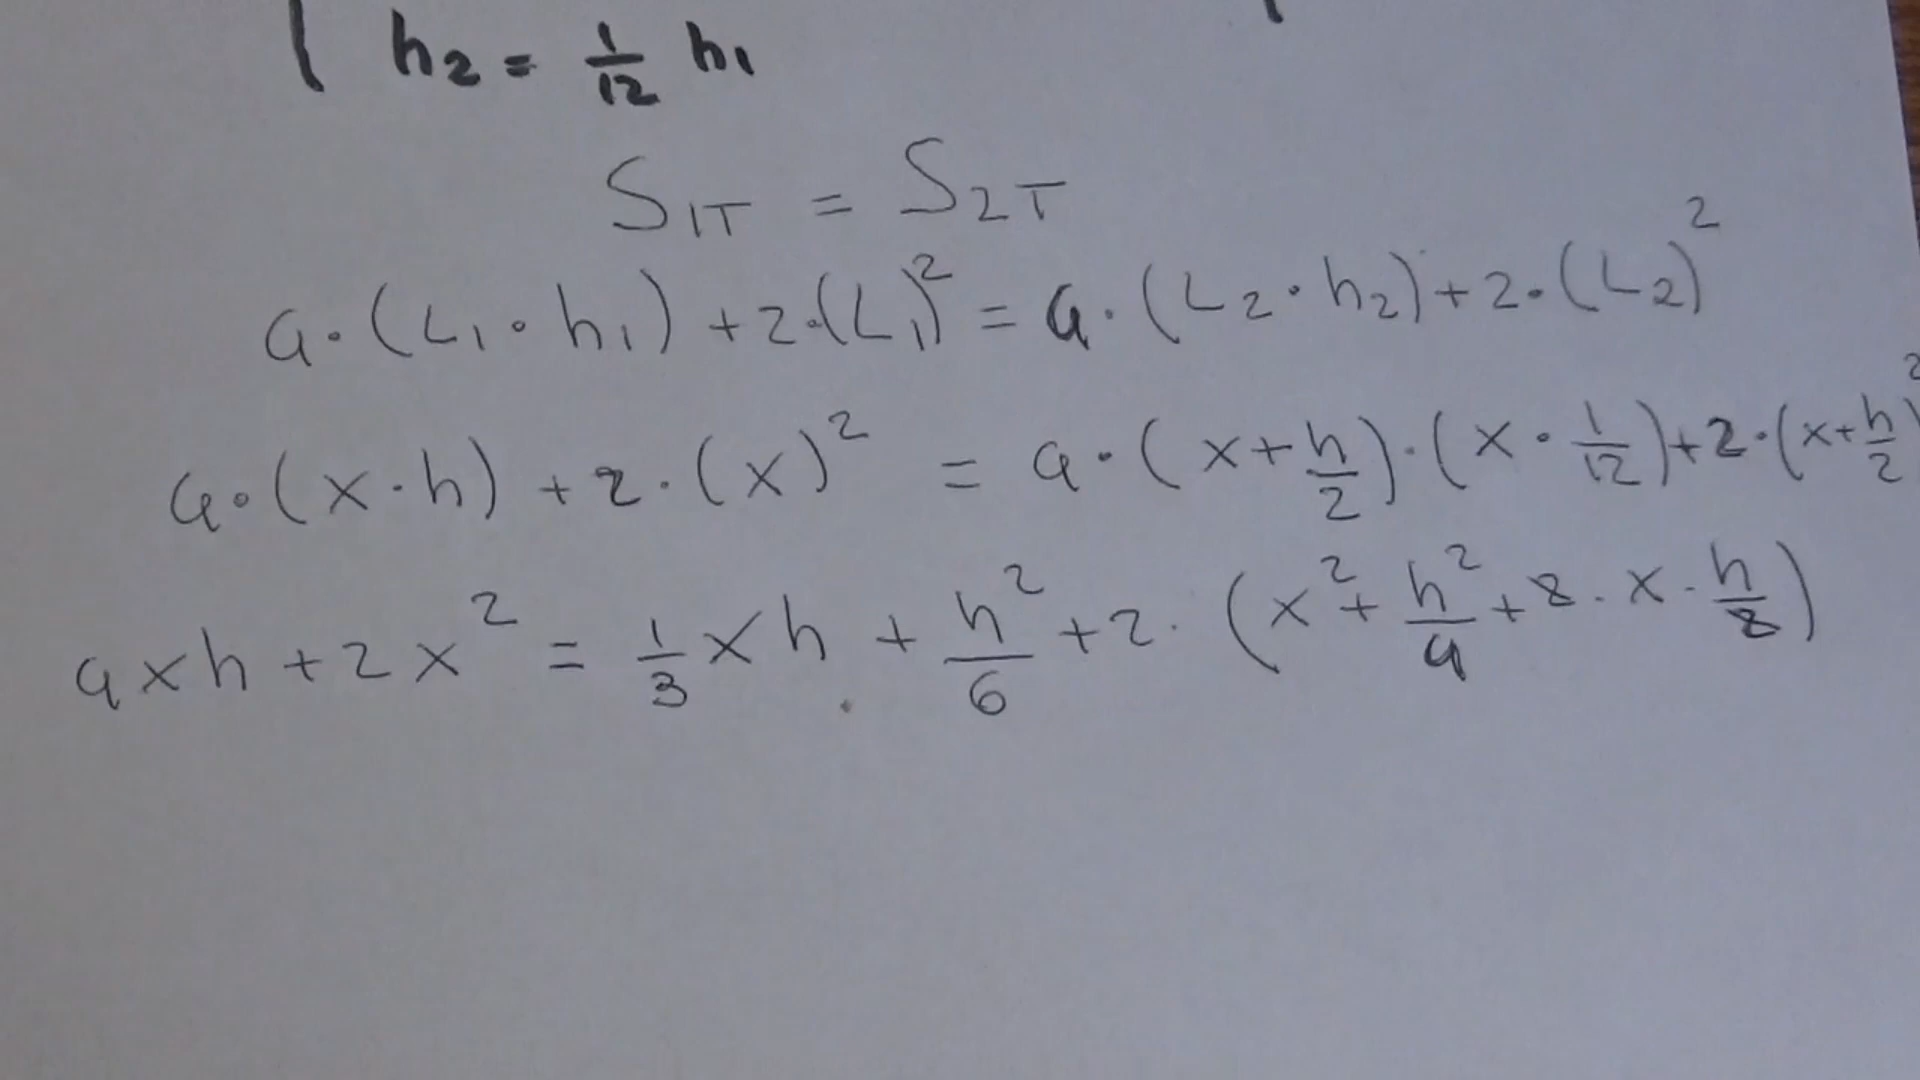 h₂ = 1/12 h₁
S₁T = S₂T
4·(L₁·h₁) + 2·(L₁)² = 4·(L₂·h₂) + 2·(L₂)²
4·(x·h) + 2·(x)² = 4·(x + h/2)·(x·1/12) + 2·(x + h/2)²
4xh + 2x² = 1/3 xh + h²/6 + 2·(x² + h²/4 + 2·x·h/2)